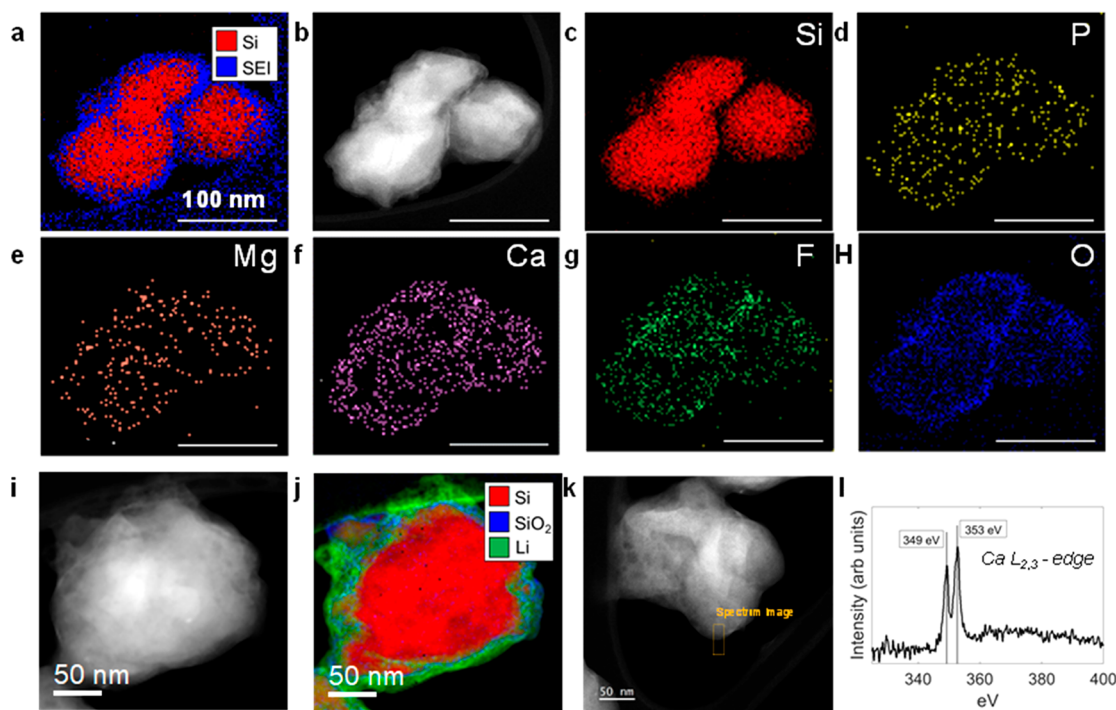 a
Si
SEI
100 nm
b
c
Si
d
P
e
Mg
f
Ca
g
F
H
O
i
50 nm
j
Si
SiO2
Li
50 nm
k
Spectrum Image
50 nm
l
349 eV
353 eV
Ca L2,3 - edge
Intensity (arb units)
340
360
380
400
eV